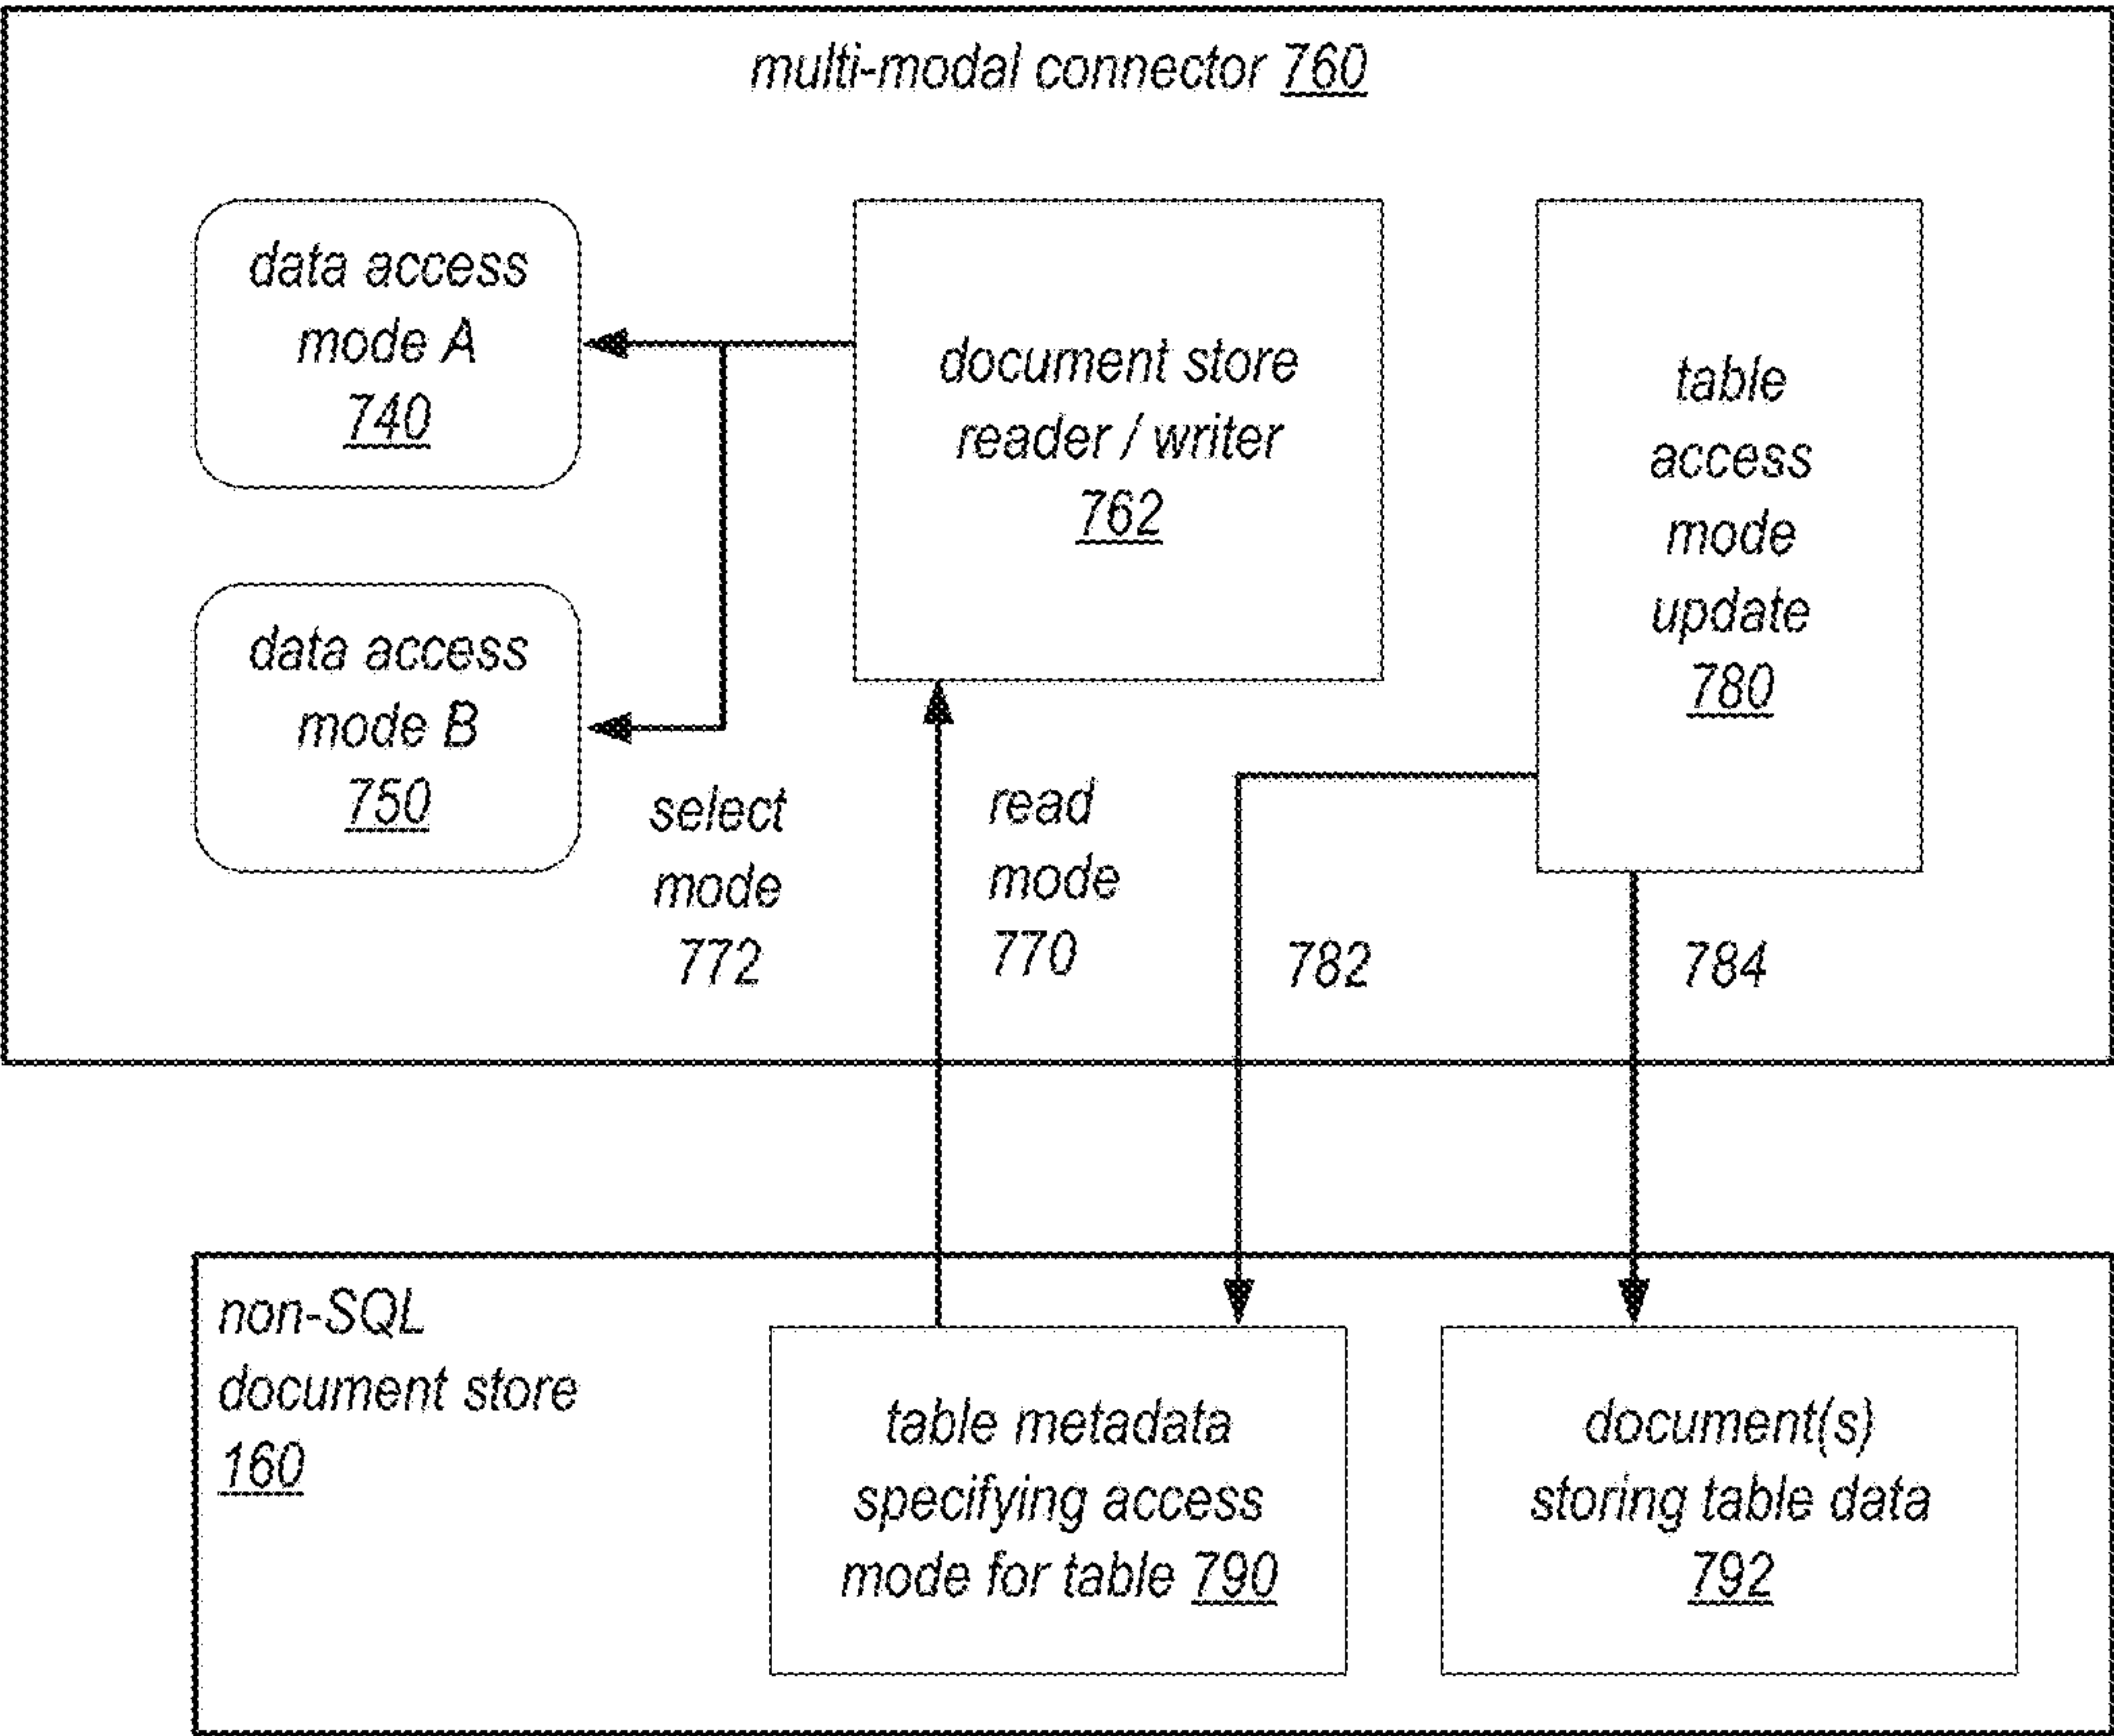 multi-modal connector 760
data access
mode A
740
document store
reader / writer
762
table
access
mode
update
780
data access
mode B
750
select
mode
772
read
mode
770
782
784
non-SQL
document store
160
table metadata
specifying access
mode for table 790
document(s)
storing table data
792